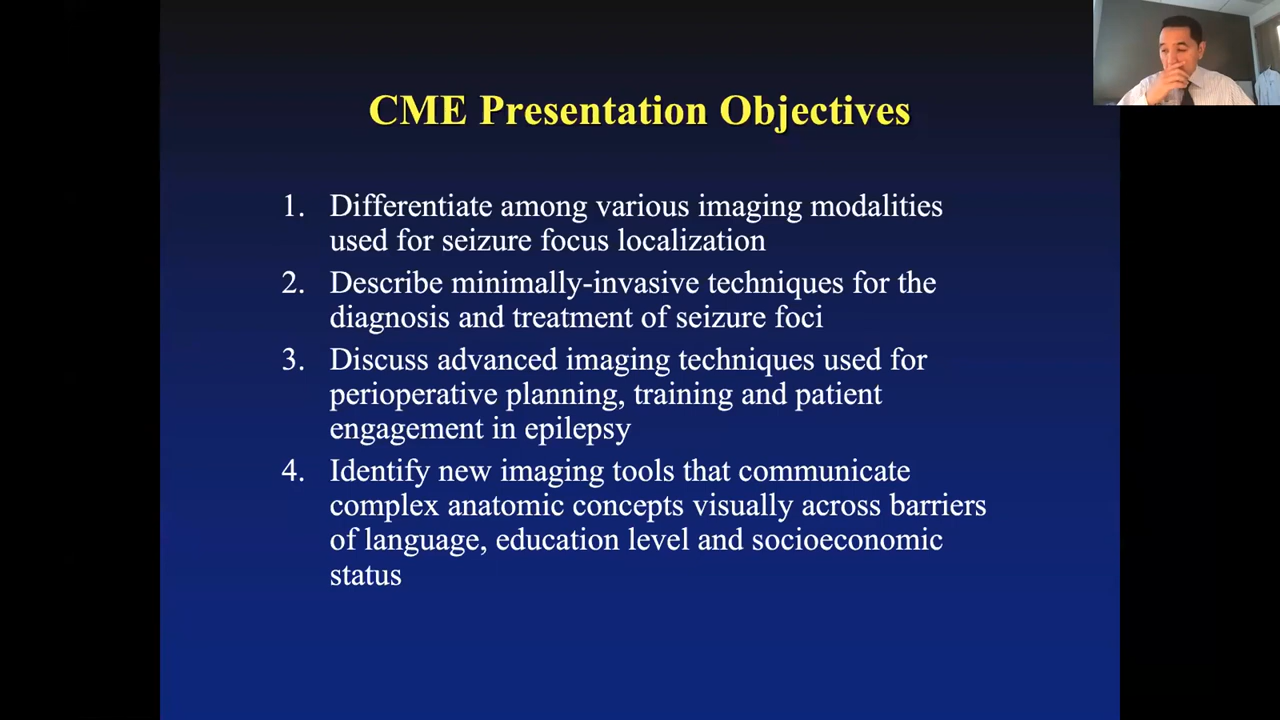 CME Presentation Objectives
1. Differentiate among various imaging modalities
used for seizure focus localization
2. Describe minimally-invasive techniques for the
diagnosis and treatment of seizure foci
3. Discuss advanced imaging techniques used for
perioperative planning, training and patient
engagement in epilepsy
4. Identify new imaging tools that communicate
complex anatomic concepts visually across barriers
of language, education level and socioeconomic
status